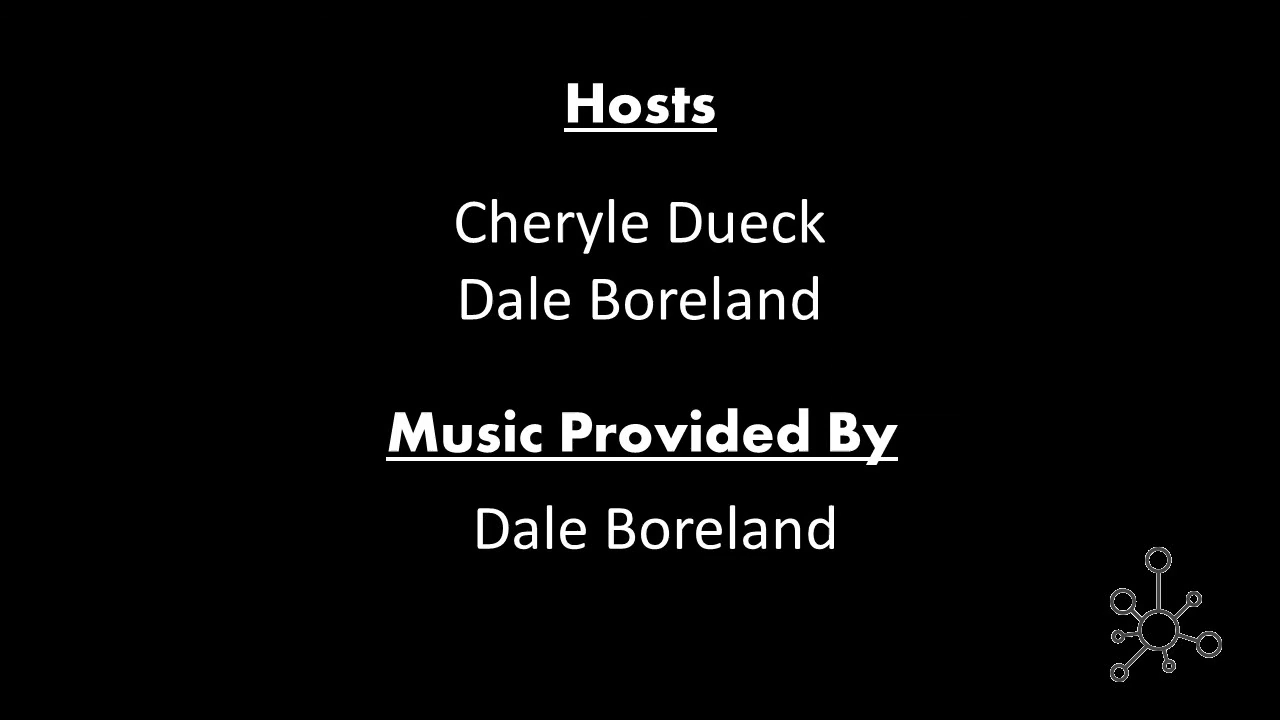 Hosts
Cheryle Dueck
Dale Boreland
Music Provided By
Dale Boreland